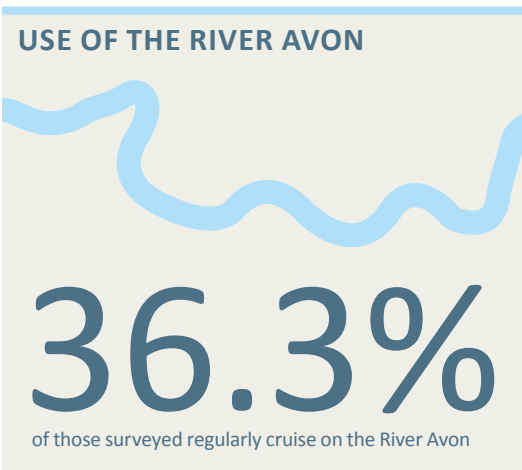 USE OF THE RIVER AVON
36.3%
of those surveyed regularly cruise on the River Avon